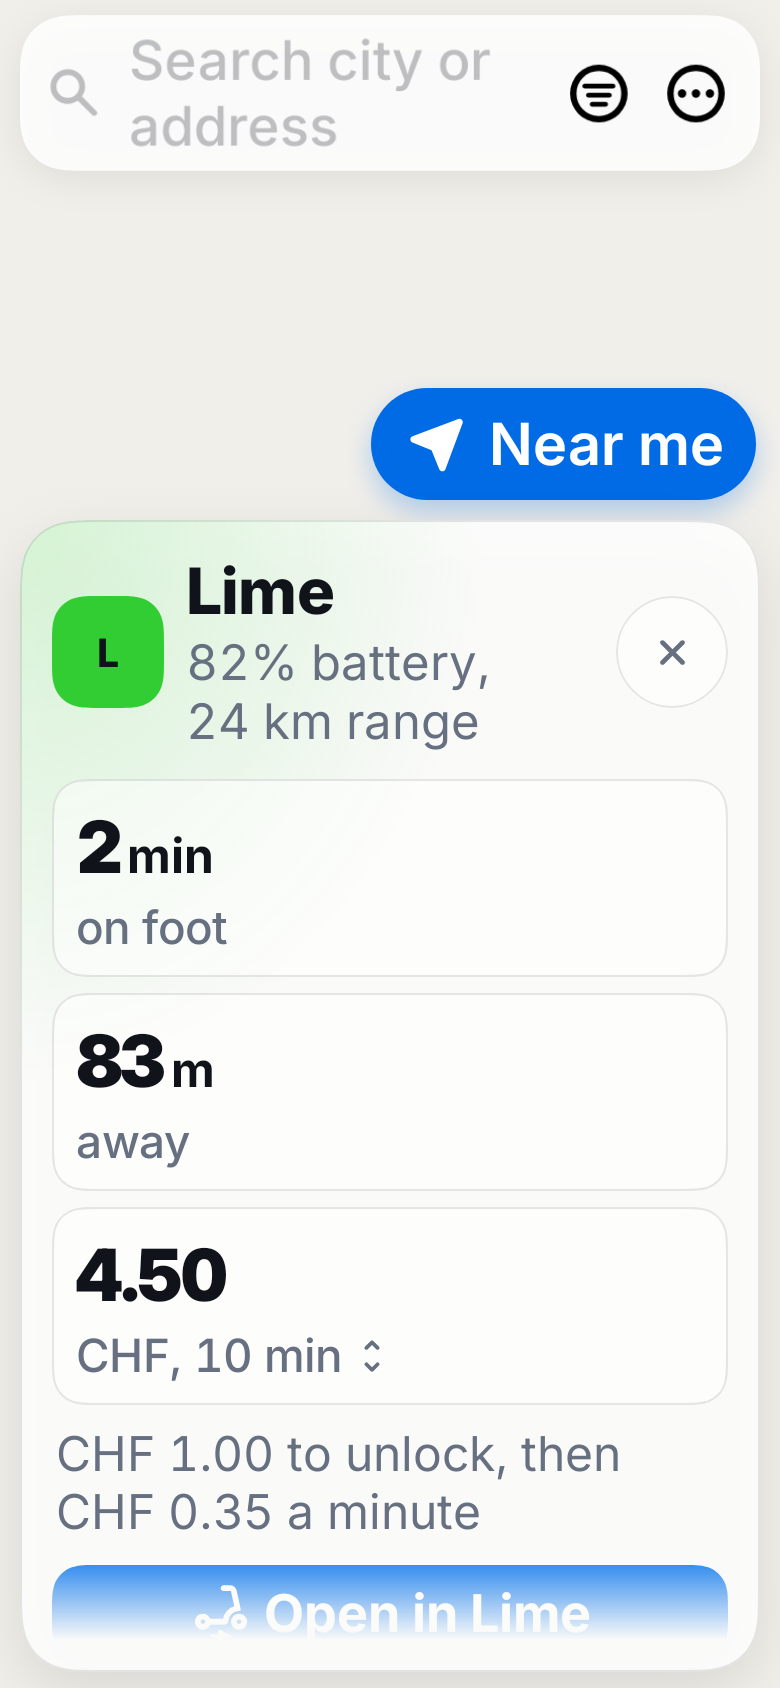 Search city or
address
Near me
L
Lime
82% battery,
24 km range
2 min
on foot
83 m
away
4.50
CHF, 10 min
CHF 1.00 to unlock, then
CHF 0.35 a minute
Open in Lime